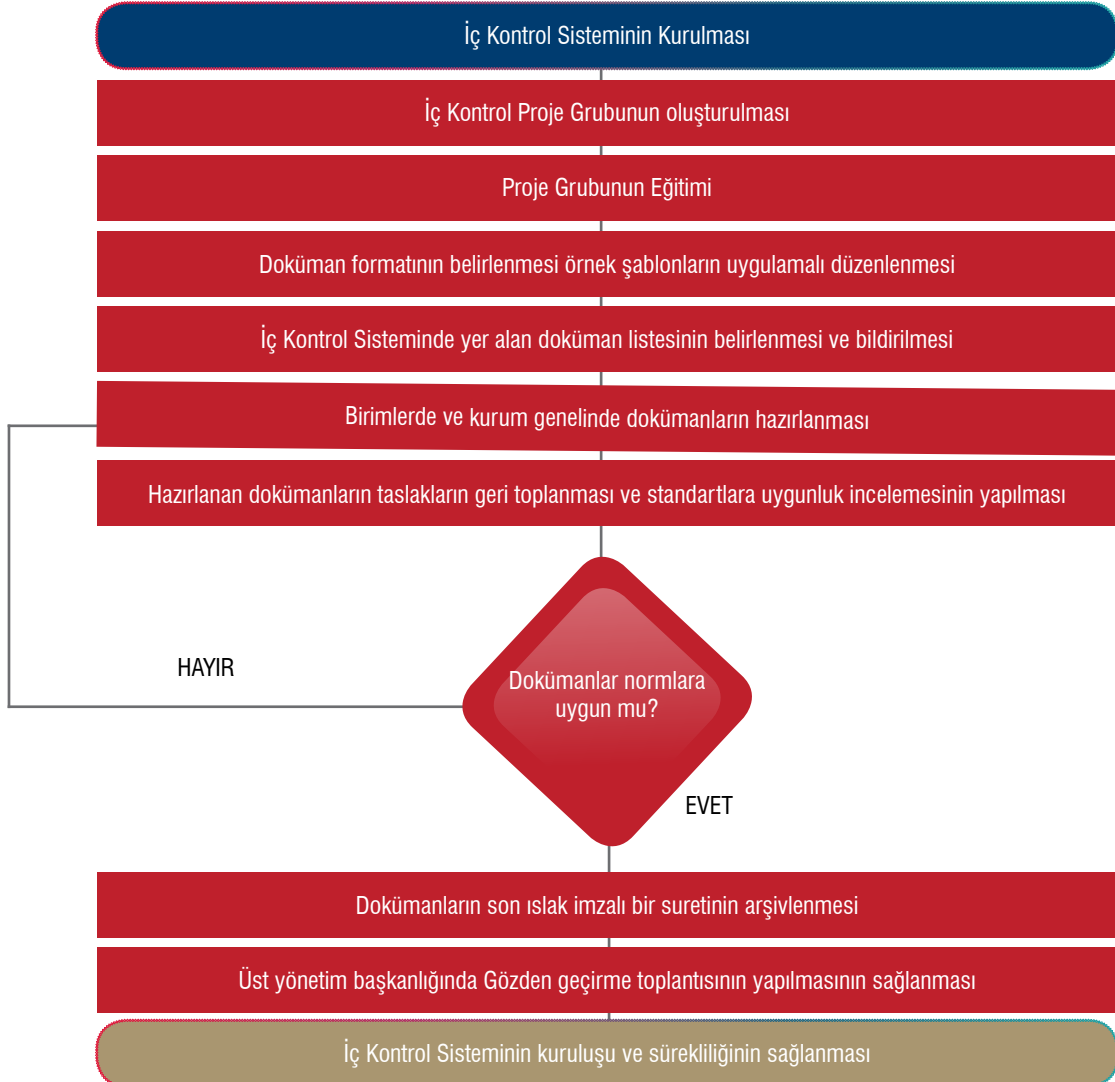 İç Kontrol Sisteminin Kurulması
İç Kontrol Proje Grubunun oluşturulması
Proje Grubunun Eğitimi
Doküman formatının belirlenmesi örnek şablonların uygulamalı düzenlenmesi
İç Kontrol Sisteminde yer alan doküman listesinin belirlenmesi ve bildirilmesi
Birimlerde ve kurum genelinde dokümanların hazırlanması
Hazırlanan dokümanların taslakların geri toplanması ve standartlara uygunluk incelemesinin yapılması
HAYIR
Dokümanlar normlara
uygun mu?
EVET
Dokümanların son ıslak imzalı bir suretinin arşivlenmesi
Üst yönetim başkanlığında Gözden geçirme toplantısının yapılmasının sağlanması
İç Kontrol Sisteminin kuruluşu ve sürekliliğinin sağlanması